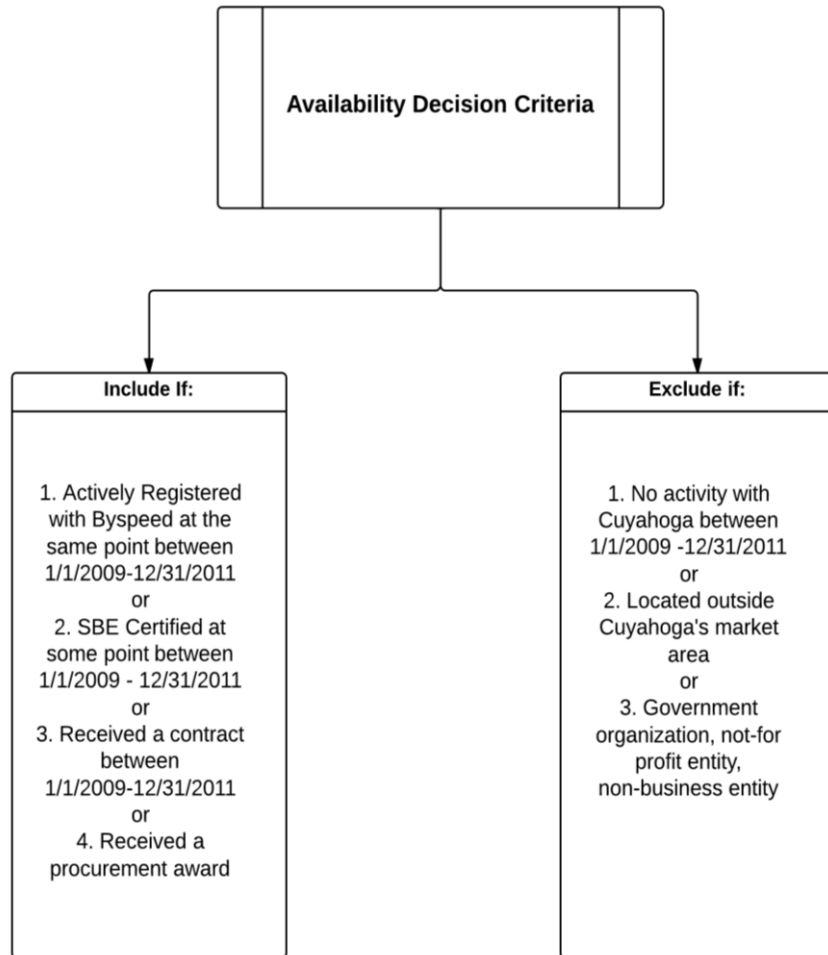 Availability Decision Criteria
Include If:
1. Actively Registered
with Byspeed at the
same point between
1/1/2009-12/31/2011
or
2. SBE Certified at
some point between
1/1/2009 - 12/31/2011
or
3. Received a contract
between
1/1/2009-12/31/2011
or
4. Received a
procurement award
Exclude if:
1. No activity with
Cuyahoga between
1/1/2009 -12/31/2011
or
2. Located outside
Cuyahoga's market
area
or
3. Government
organization, not-for
profit entity,
non-business entity